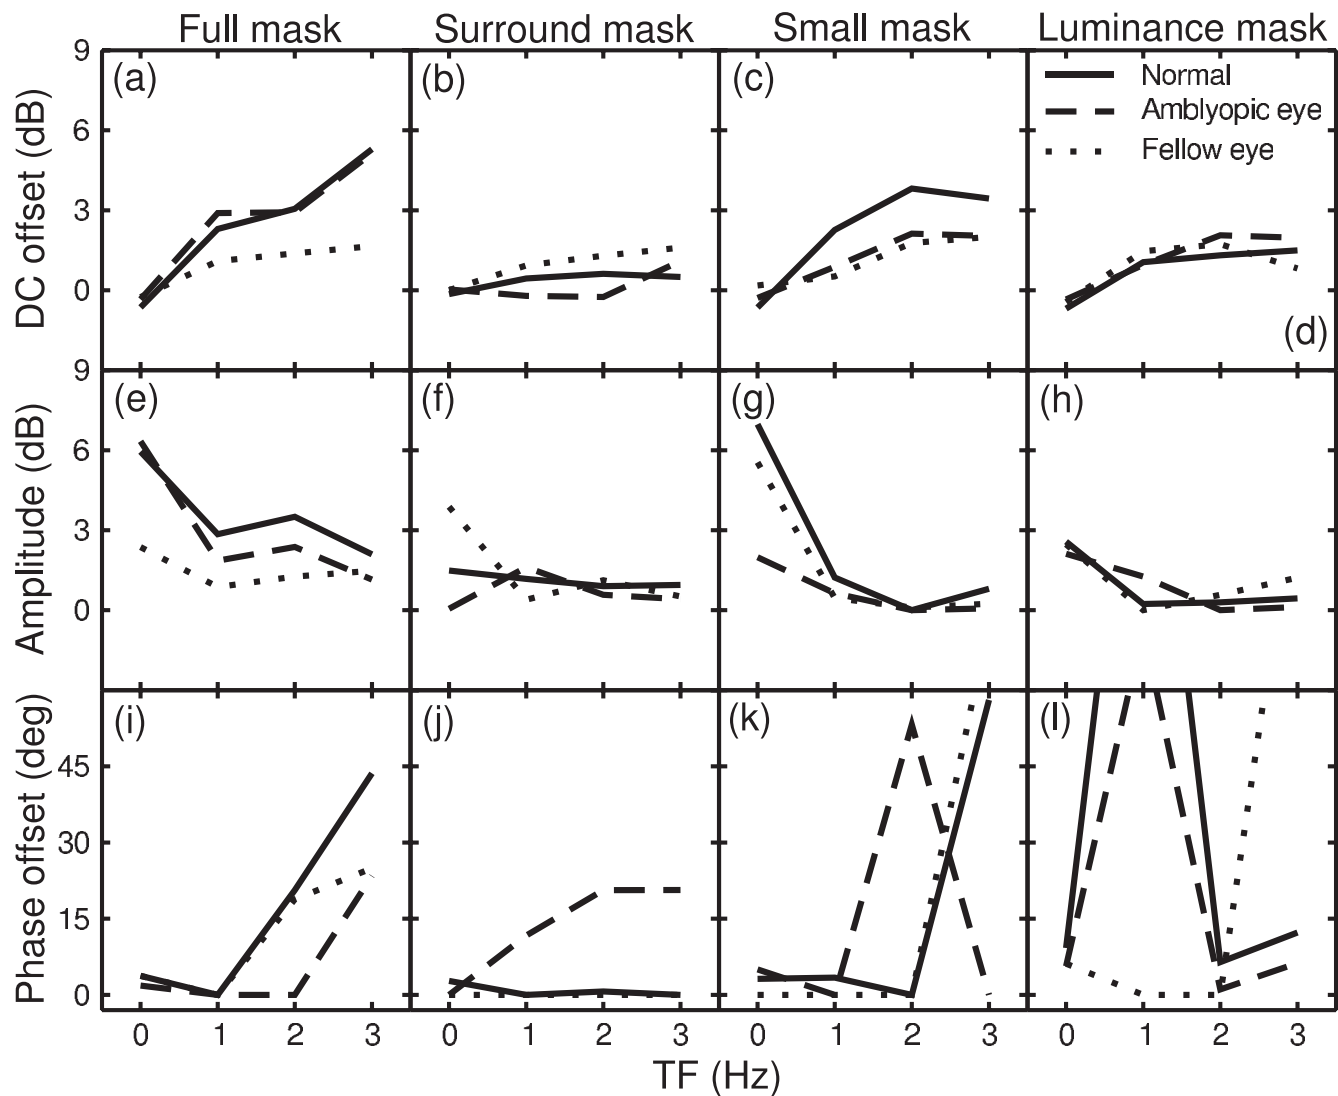 Full mask Surround mask Small mask Luminance mask
9
(a) (b) (c) Normal
Amblyopic eye
Fellow eye
6
3
0
(d)
DC offset (dB)
9
(e) (f) (g) (h)
6
3
0
Amplitude (dB)
(i) (j) (k) (l)
45
30
15
0
Phase offset (deg)
0 1 2 3 0 1 2 3 0 1 2 3 0 1 2 3
TF (Hz)